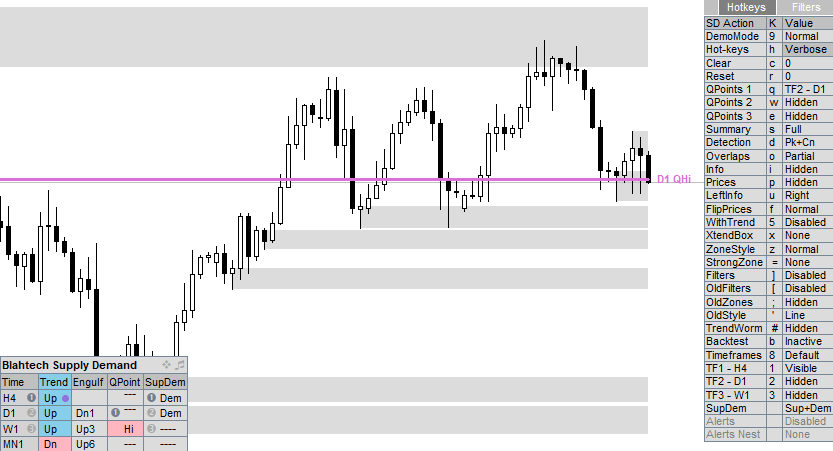 Hotkeys Filters
SD Action K Value
DemoMode 9 Normal
Hot-keys h Verbose
Clear c 0
Reset r 0
QPoints 1 q TF2 - D1
QPoints 2 w Hidden
QPoints 3 e Hidden
Summary s Full
Detection d Pk+Cn
Overlaps o Partial
Info i Hidden
Prices p Hidden
LeftInfo u Right
FlipPrices f Normal
WithTrend 5 Disabled
XtendBox x None
ZoneStyle z Normal
StrongZone = None
Filters ] Disabled
OldFilters [ Disabled
OldZones ; Hidden
OldStyle ' Line
TrendWorm # Hidden
Backtest b Inactive
Timeframes 8 Default
TF1 - H4 1 Visible
TF2 - D1 2 Hidden
TF3 - W1 3 Hidden
SupDem Sup+Dem
Alerts Disabled
Alerts Nest None
D1 QHi
Blahtech Supply Demand
Time Trend Engulf QPoint SupDem
H4 1 Up --- 1 Dem
D1 2 Up Dn1 1 --- 2 Dem
W1 3 Up Up3 Hi 3 ----
MN1 Dn Up6 --- ----